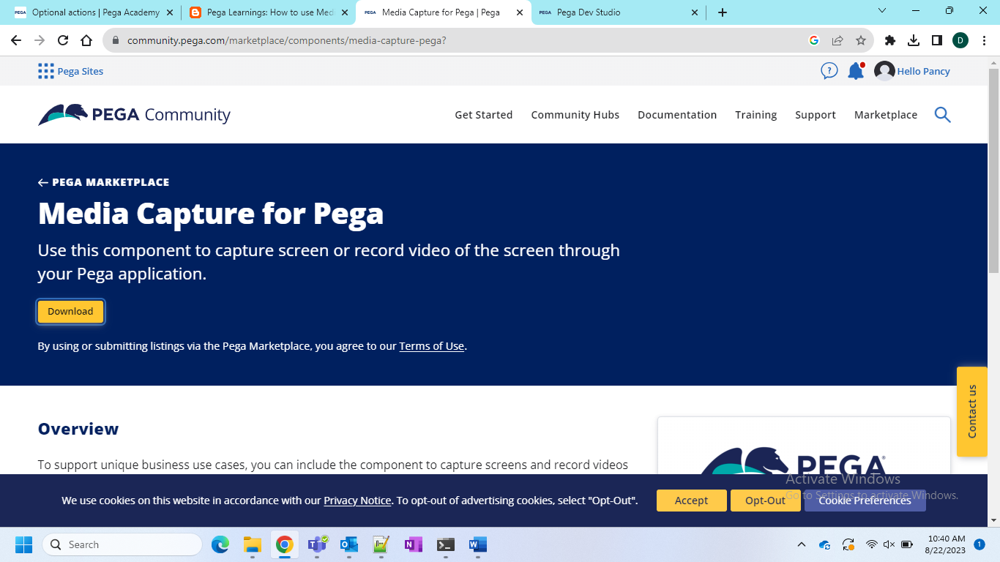 Optional actions | Pega Academy
Pega Learnings: How to use Med
Media Capture for Pega | Pega
Pega Dev Studio
community.pega.com/marketplace/components/media-capture-pega?
D
Pega Sites
?
Hello Pancy
PEGA Community
Get Started
Community Hubs
Documentation
Training
Support
Marketplace
← PEGA MARKETPLACE
Media Capture for Pega
Use this component to capture screen or record video of the screen through
your Pega application.
Download
By using or submitting listings via the Pega Marketplace, you agree to our Terms of Use.
Contact us
Overview
To support unique business use cases, you can include the component to capture screens and record videos
PEGA®
Activate Windows
Go to Settings to activate Windows.
We use cookies on this website in accordance with our Privacy Notice. To opt-out of advertising cookies, select "Opt-Out".
Accept
Opt-Out
Cookie Preferences
Search
10:40 AM
8/22/2023
1